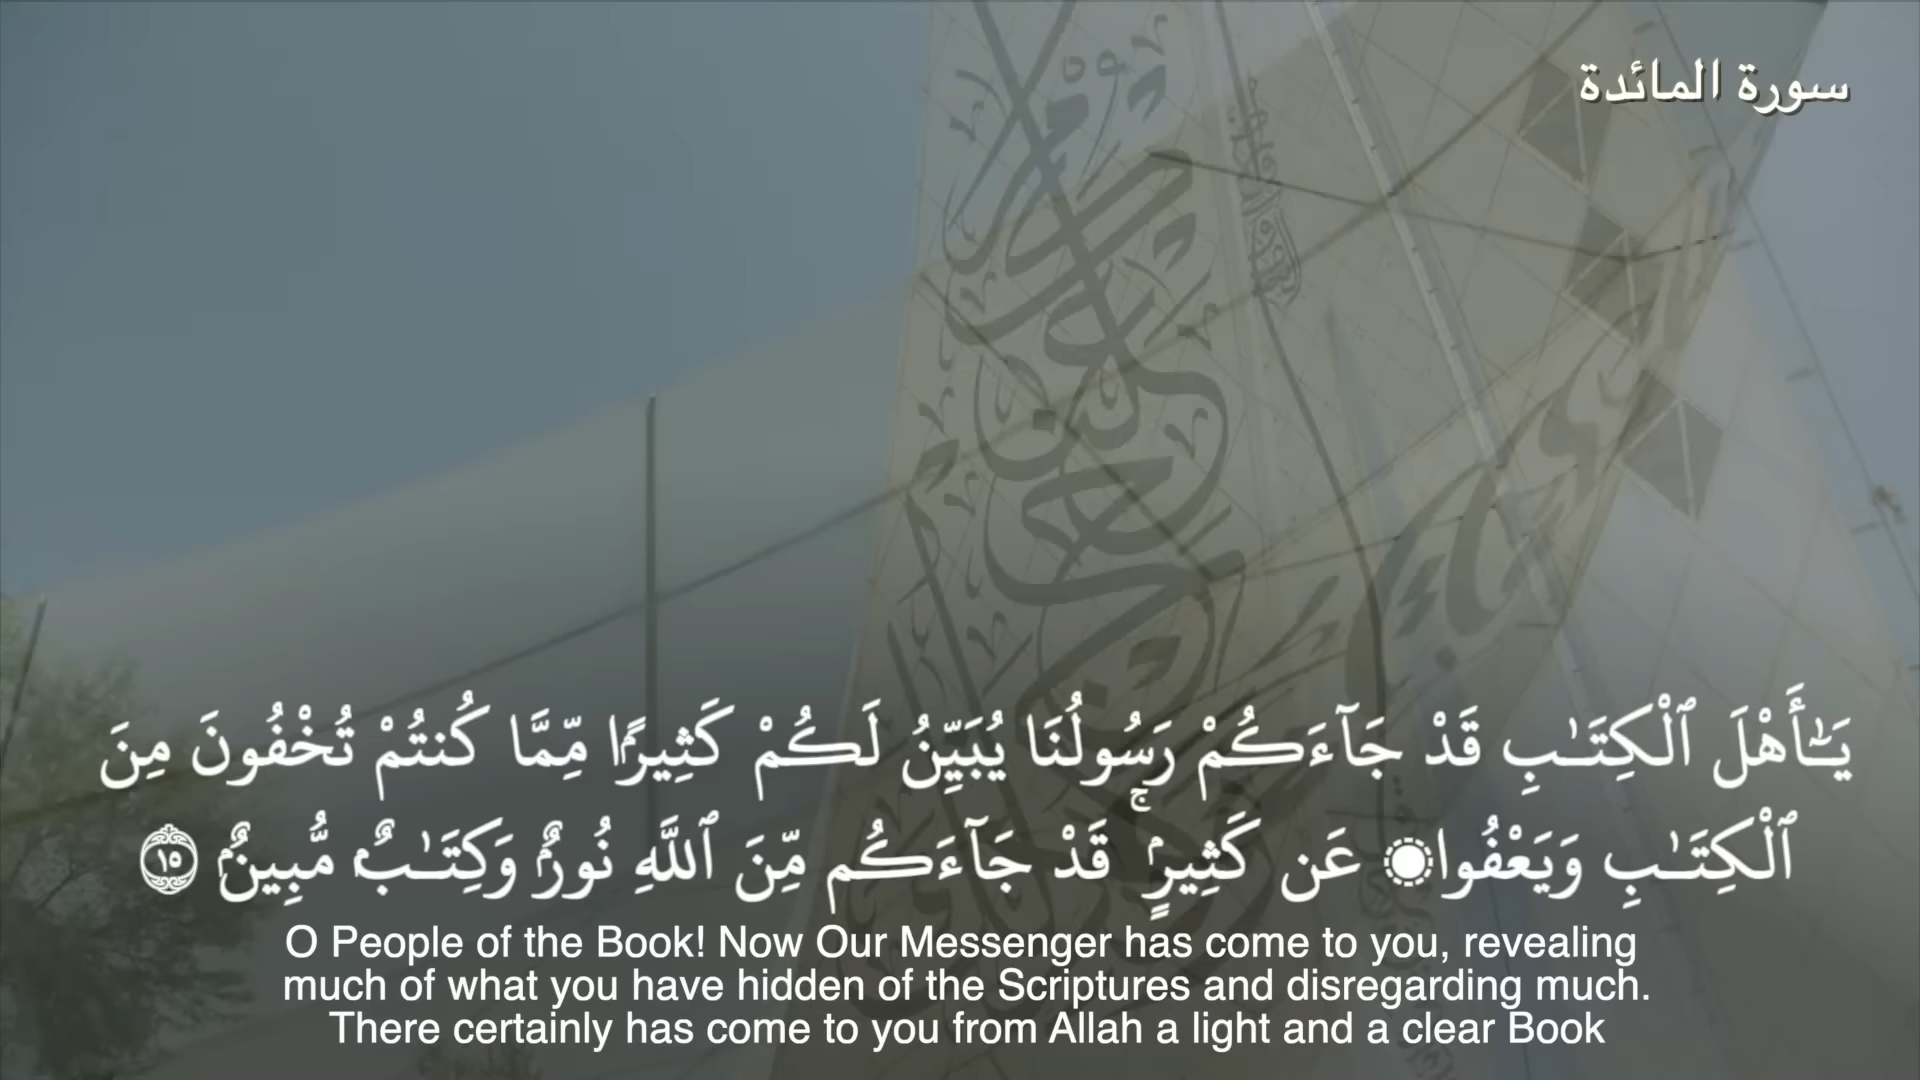 سورة المائدة
يَـٰٓأَهْلَ ٱلْكِتَـٰبِ قَدْ جَآءَكُمْ رَسُولُنَا يُبَيِّنُ لَكُمْ كَثِيرًۭا مِّمَّا كُنتُمْ تُخْفُونَ مِنَ
ٱلْكِتَـٰبِ وَيَعْفُوا۟ عَن كَثِيرٍۢ ۚ قَدْ جَآءَكُم مِّنَ ٱللَّهِ نُورٌۭ وَكِتَـٰبٌۭ مُّبِينٌۭ ١٥
O People of the Book! Now Our Messenger has come to you, revealing
much of what you have hidden of the Scriptures and disregarding much.
There certainly has come to you from Allah a light and a clear Book